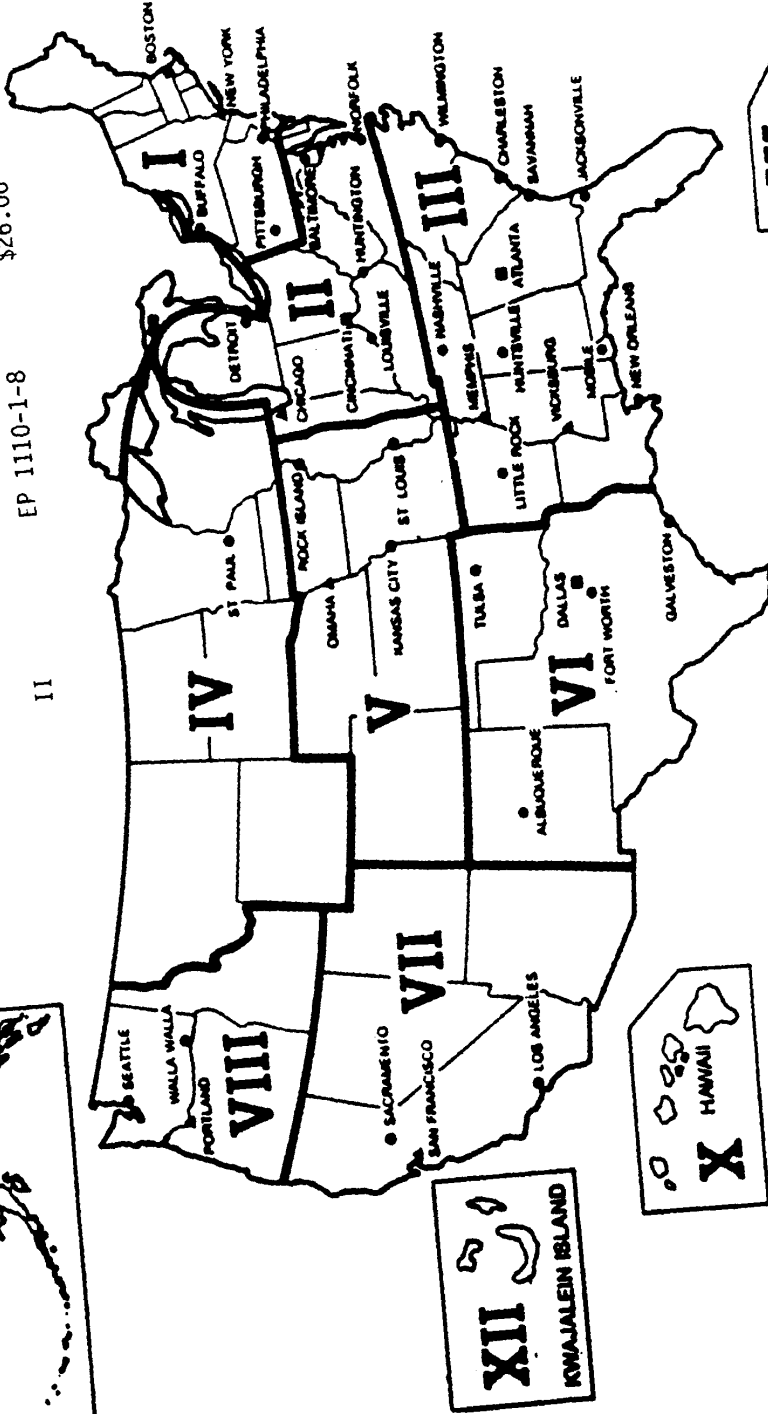 $26.00
EP 1110-1-8
II
BOSTON
NEW YORK
PHILADELPHIA
I
BUFFALO
PITTSBURGH
BALTIMORE
NORFOLK
II
HUNTINGTON
DETROIT
CHICAGO
CINCINNATI
LOUISVILLE
WILMINGTON
CHARLESTON
SAVANNAH
JACKSONVILLE
III
NASHVILLE
ATLANTA
MEMPHIS
HUNTSVILLE
VICKSBURG
MOBILE
NEW ORLEANS
LITTLE ROCK
ROCK ISLAND
ST LOUIS
ST PAUL
IV
OMAHA
KANSAS CITY
V
TULSA
DALLAS
FORT WORTH
GALVESTON
VI
ALBUQUERQUE
VII
SACRAMENTO
SAN FRANCISCO
LOS ANGELES
SEATTLE
WALLA WALLA
PORTLAND
VIII
X
HAWAII
XII
KWAJALEIN ISLAND